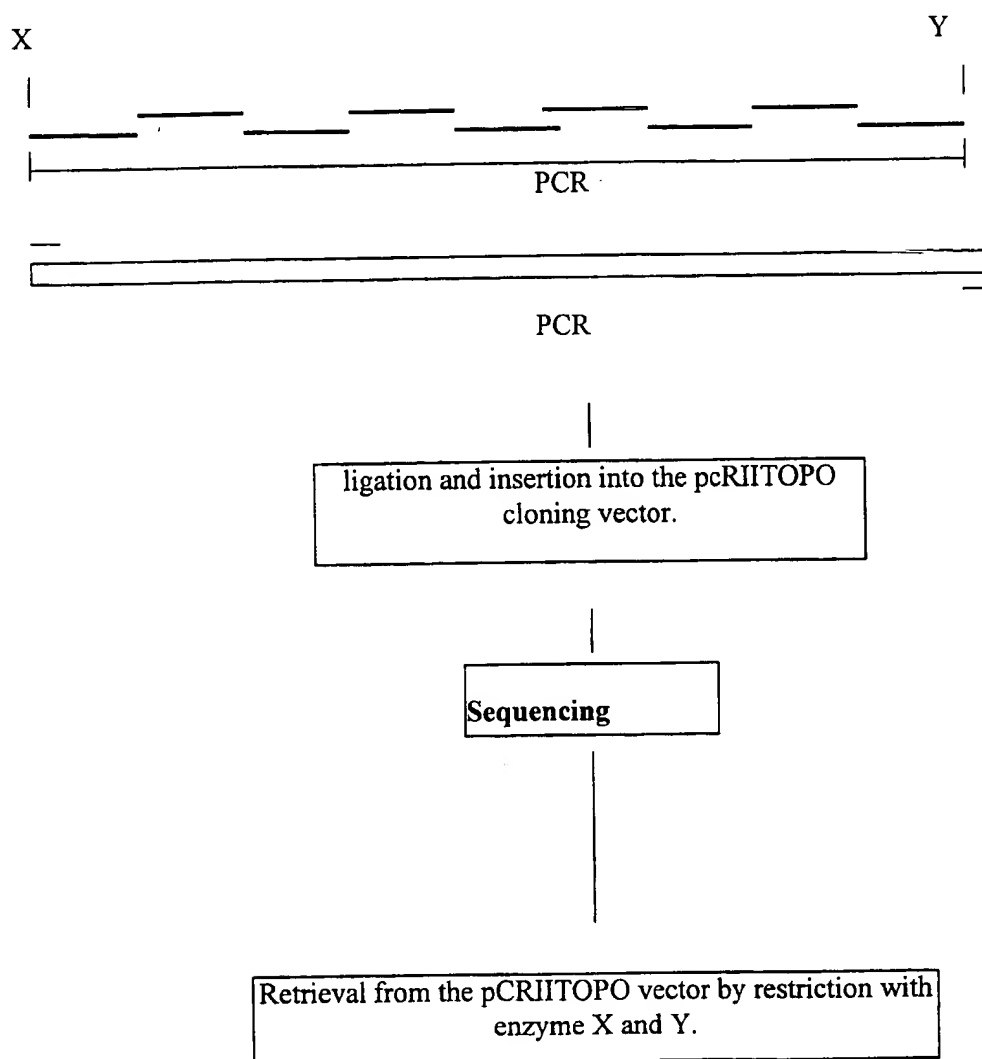 X
Y
PCR
PCR
ligation and insertion into the pcRIITOPO
cloning vector.
Sequencing
Retrieval from the pCRIITOPO vector by restriction with
enzyme X and Y.